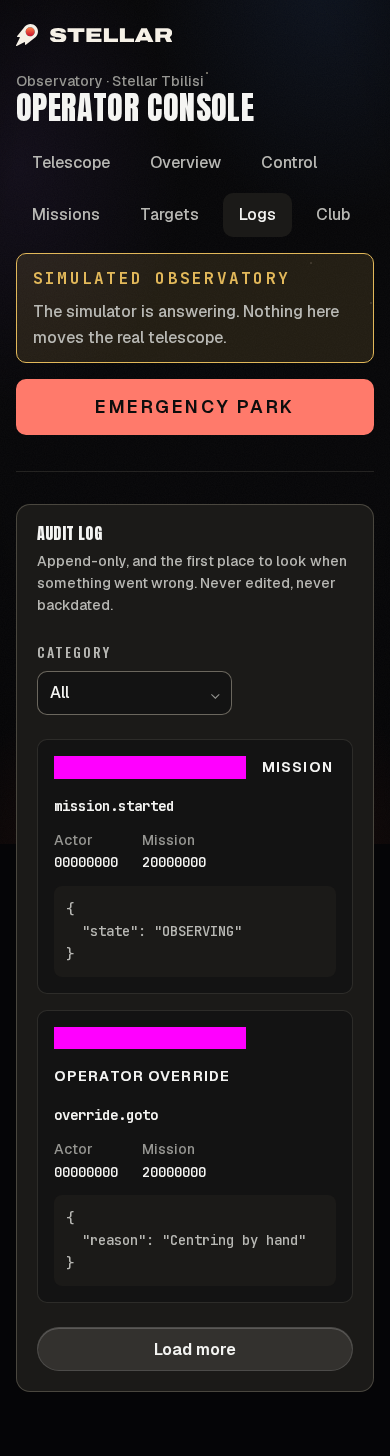 STELLAR
Observatory · Stellar Tbilisi
OPERATOR CONSOLE
Telescope Overview Control
Missions Targets Logs Club
SIMULATED OBSERVATORY
The simulator is answering. Nothing here
moves the real telescope.
EMERGENCY PARK
AUDIT LOG
Append-only, and the first place to look when
something went wrong. Never edited, never
backdated.
CATEGORY
All
MISSION
mission.started
Actor Mission
00000000 20000000
{
"state": "OBSERVING"
}
OPERATOR OVERRIDE
override.goto
Actor Mission
00000000 20000000
{
"reason": "Centring by hand"
}
Load more